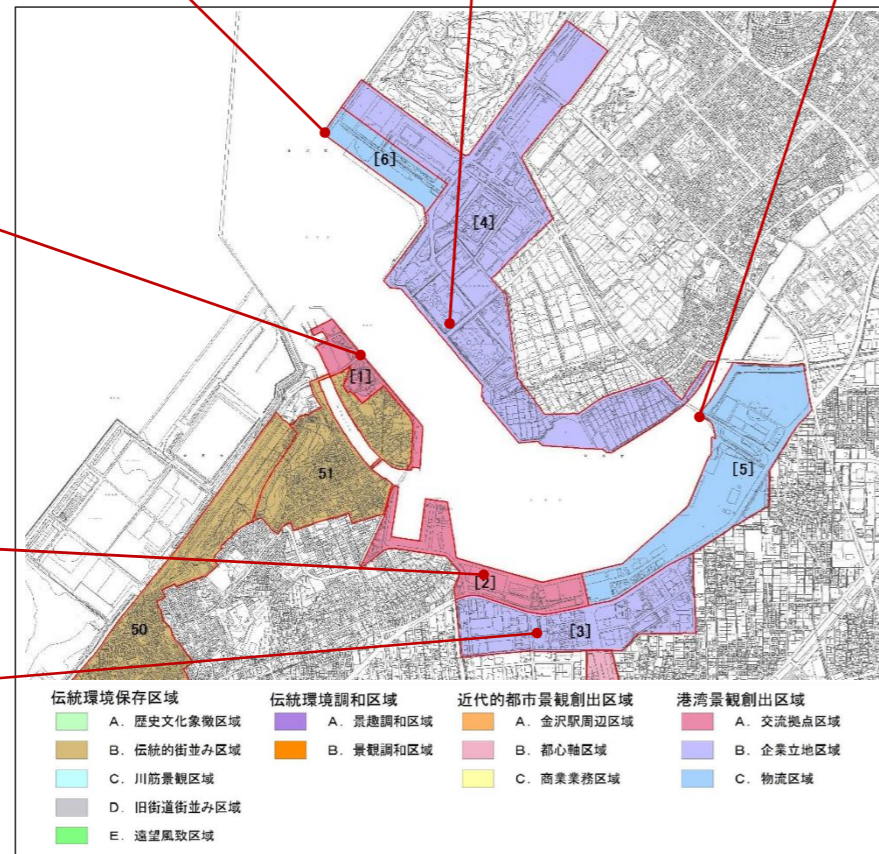 [6]
[4]
[1]
[5]
51
[2]
[3]
50
伝統環境保存区域
A. 歴史文化象徴区域
B. 伝統的街並み区域
C. 川筋景観区域
D. 旧街道街並み区域
E. 遠望風致区域
伝統環境調和区域
A. 景趣調和区域
B. 景観調和区域
近代的都市景観創出区域
A. 金沢駅周辺区域
B. 都心軸区域
C. 商業業務区域
港湾景観創出区域
A. 交流拠点区域
B. 企業立地区域
C. 物流区域